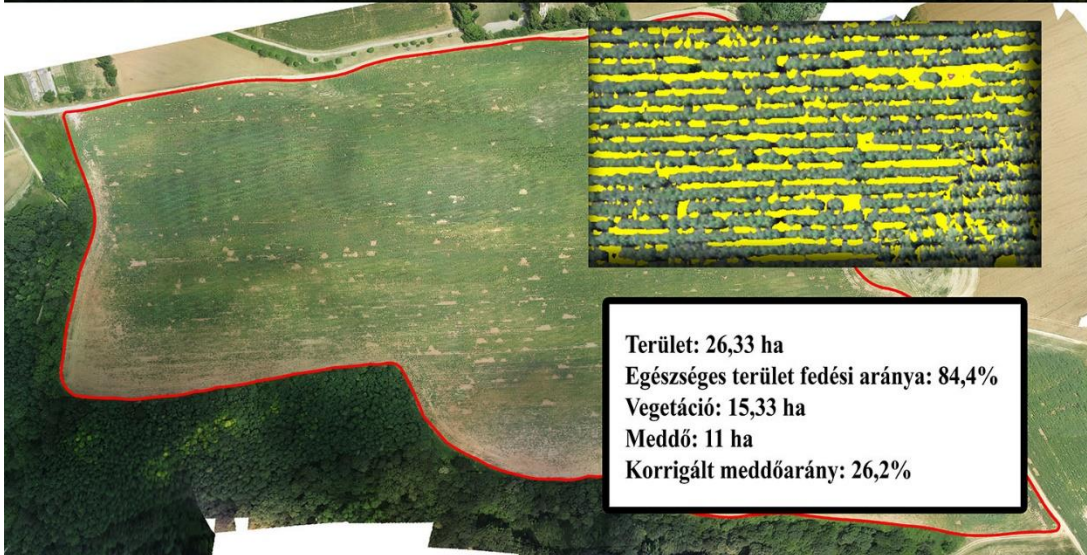 Terület: 26,33 ha
Egészséges terület fedési aránya: 84,4%
Vegetáció: 15,33 ha
Meddő: 11 ha
Korrigált meddőarány: 26,2%